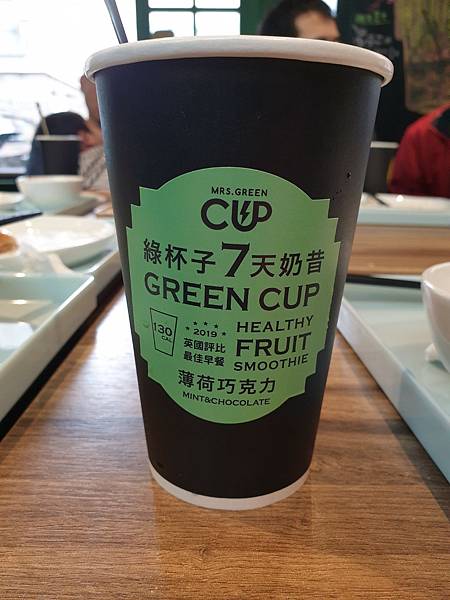 MRS.GREEN
CUP
綠杯子7天奶昔
GREEN CUP
130
CAL
★ ★ ★
★ 2019 ★
英國評比
最佳早餐
HEALTHY
FRUIT
SMOOTHIE
薄荷巧克力
MINT&CHOCOLATE